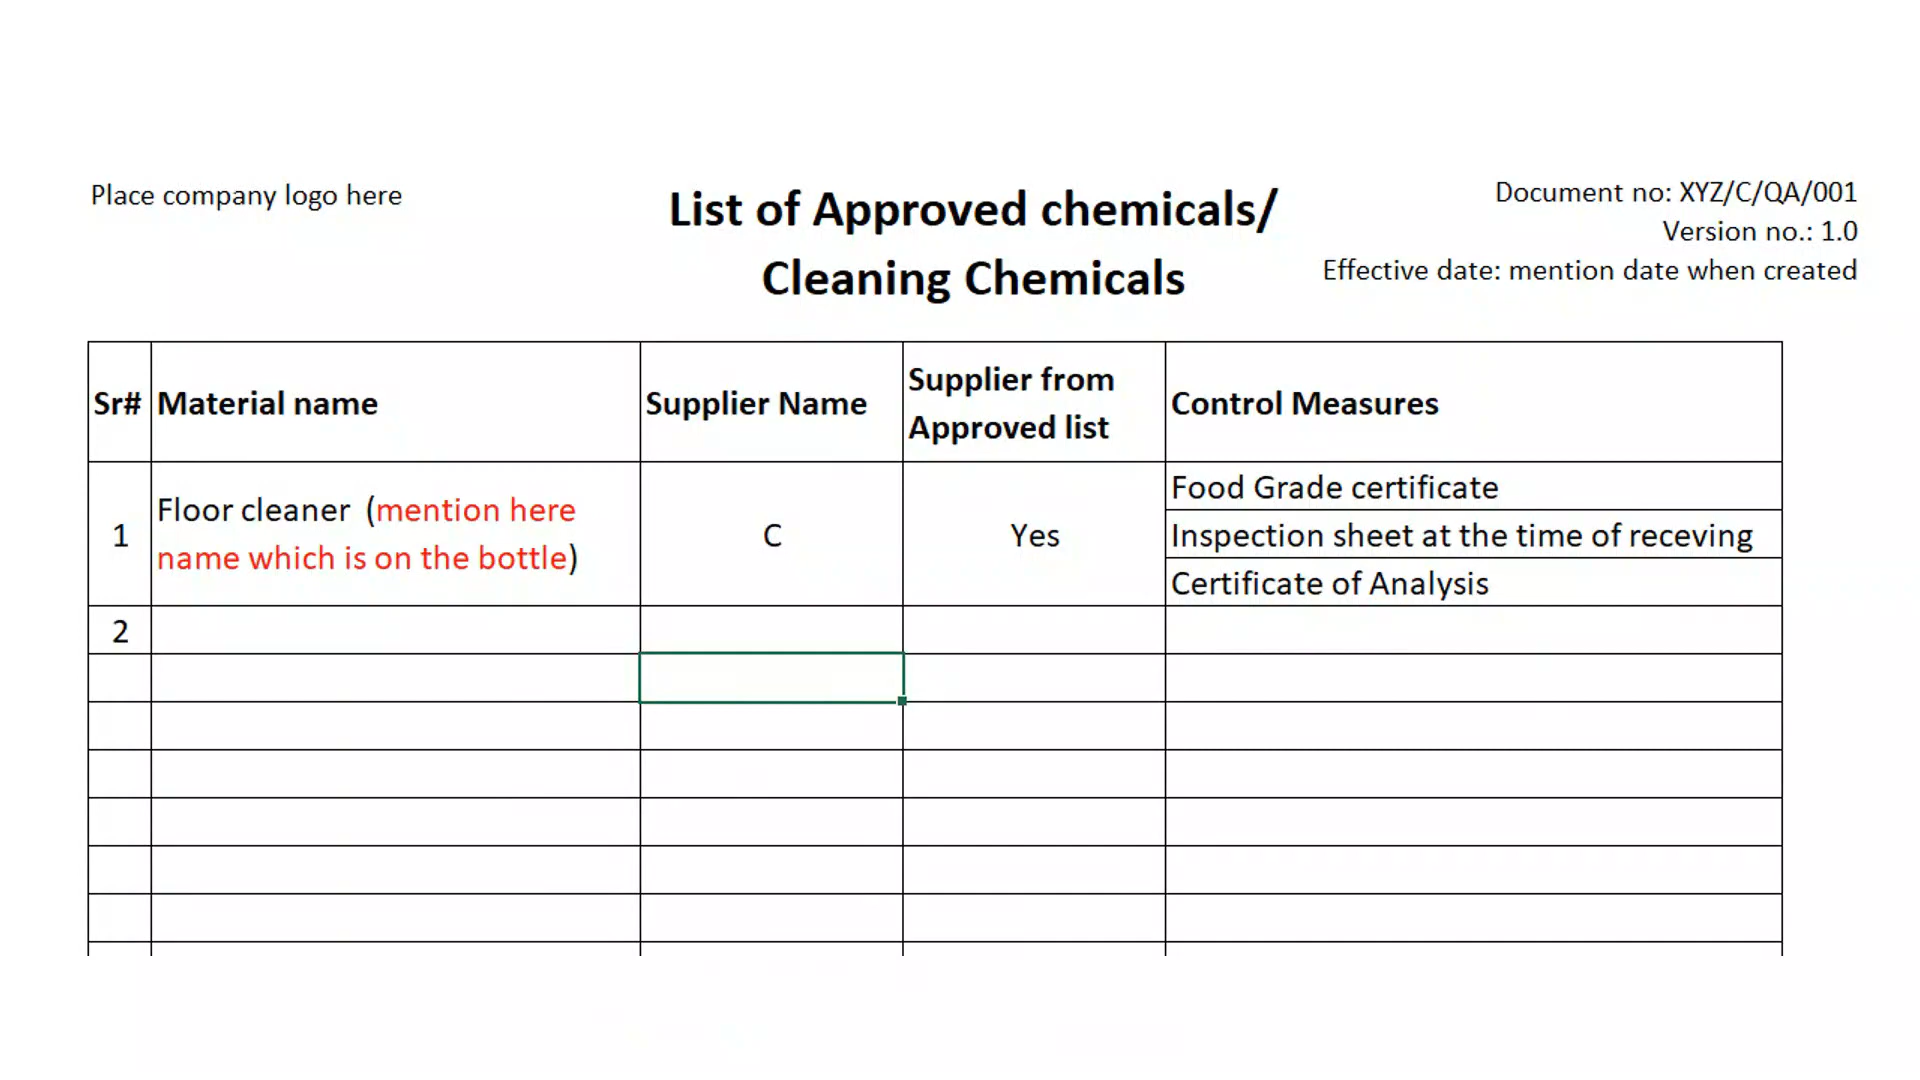 Place company logo here
List of Approved chemicals/
Cleaning Chemicals
Document no: XYZ/C/QA/001
Version no.: 1.0
Effective date: mention date when created
Sr# Material name Supplier Name Supplier from Approved list Control Measures
1 Floor cleaner (mention here name which is on the bottle) C Yes
Food Grade certificate
Inspection sheet at the time of receving
Certificate of Analysis
2